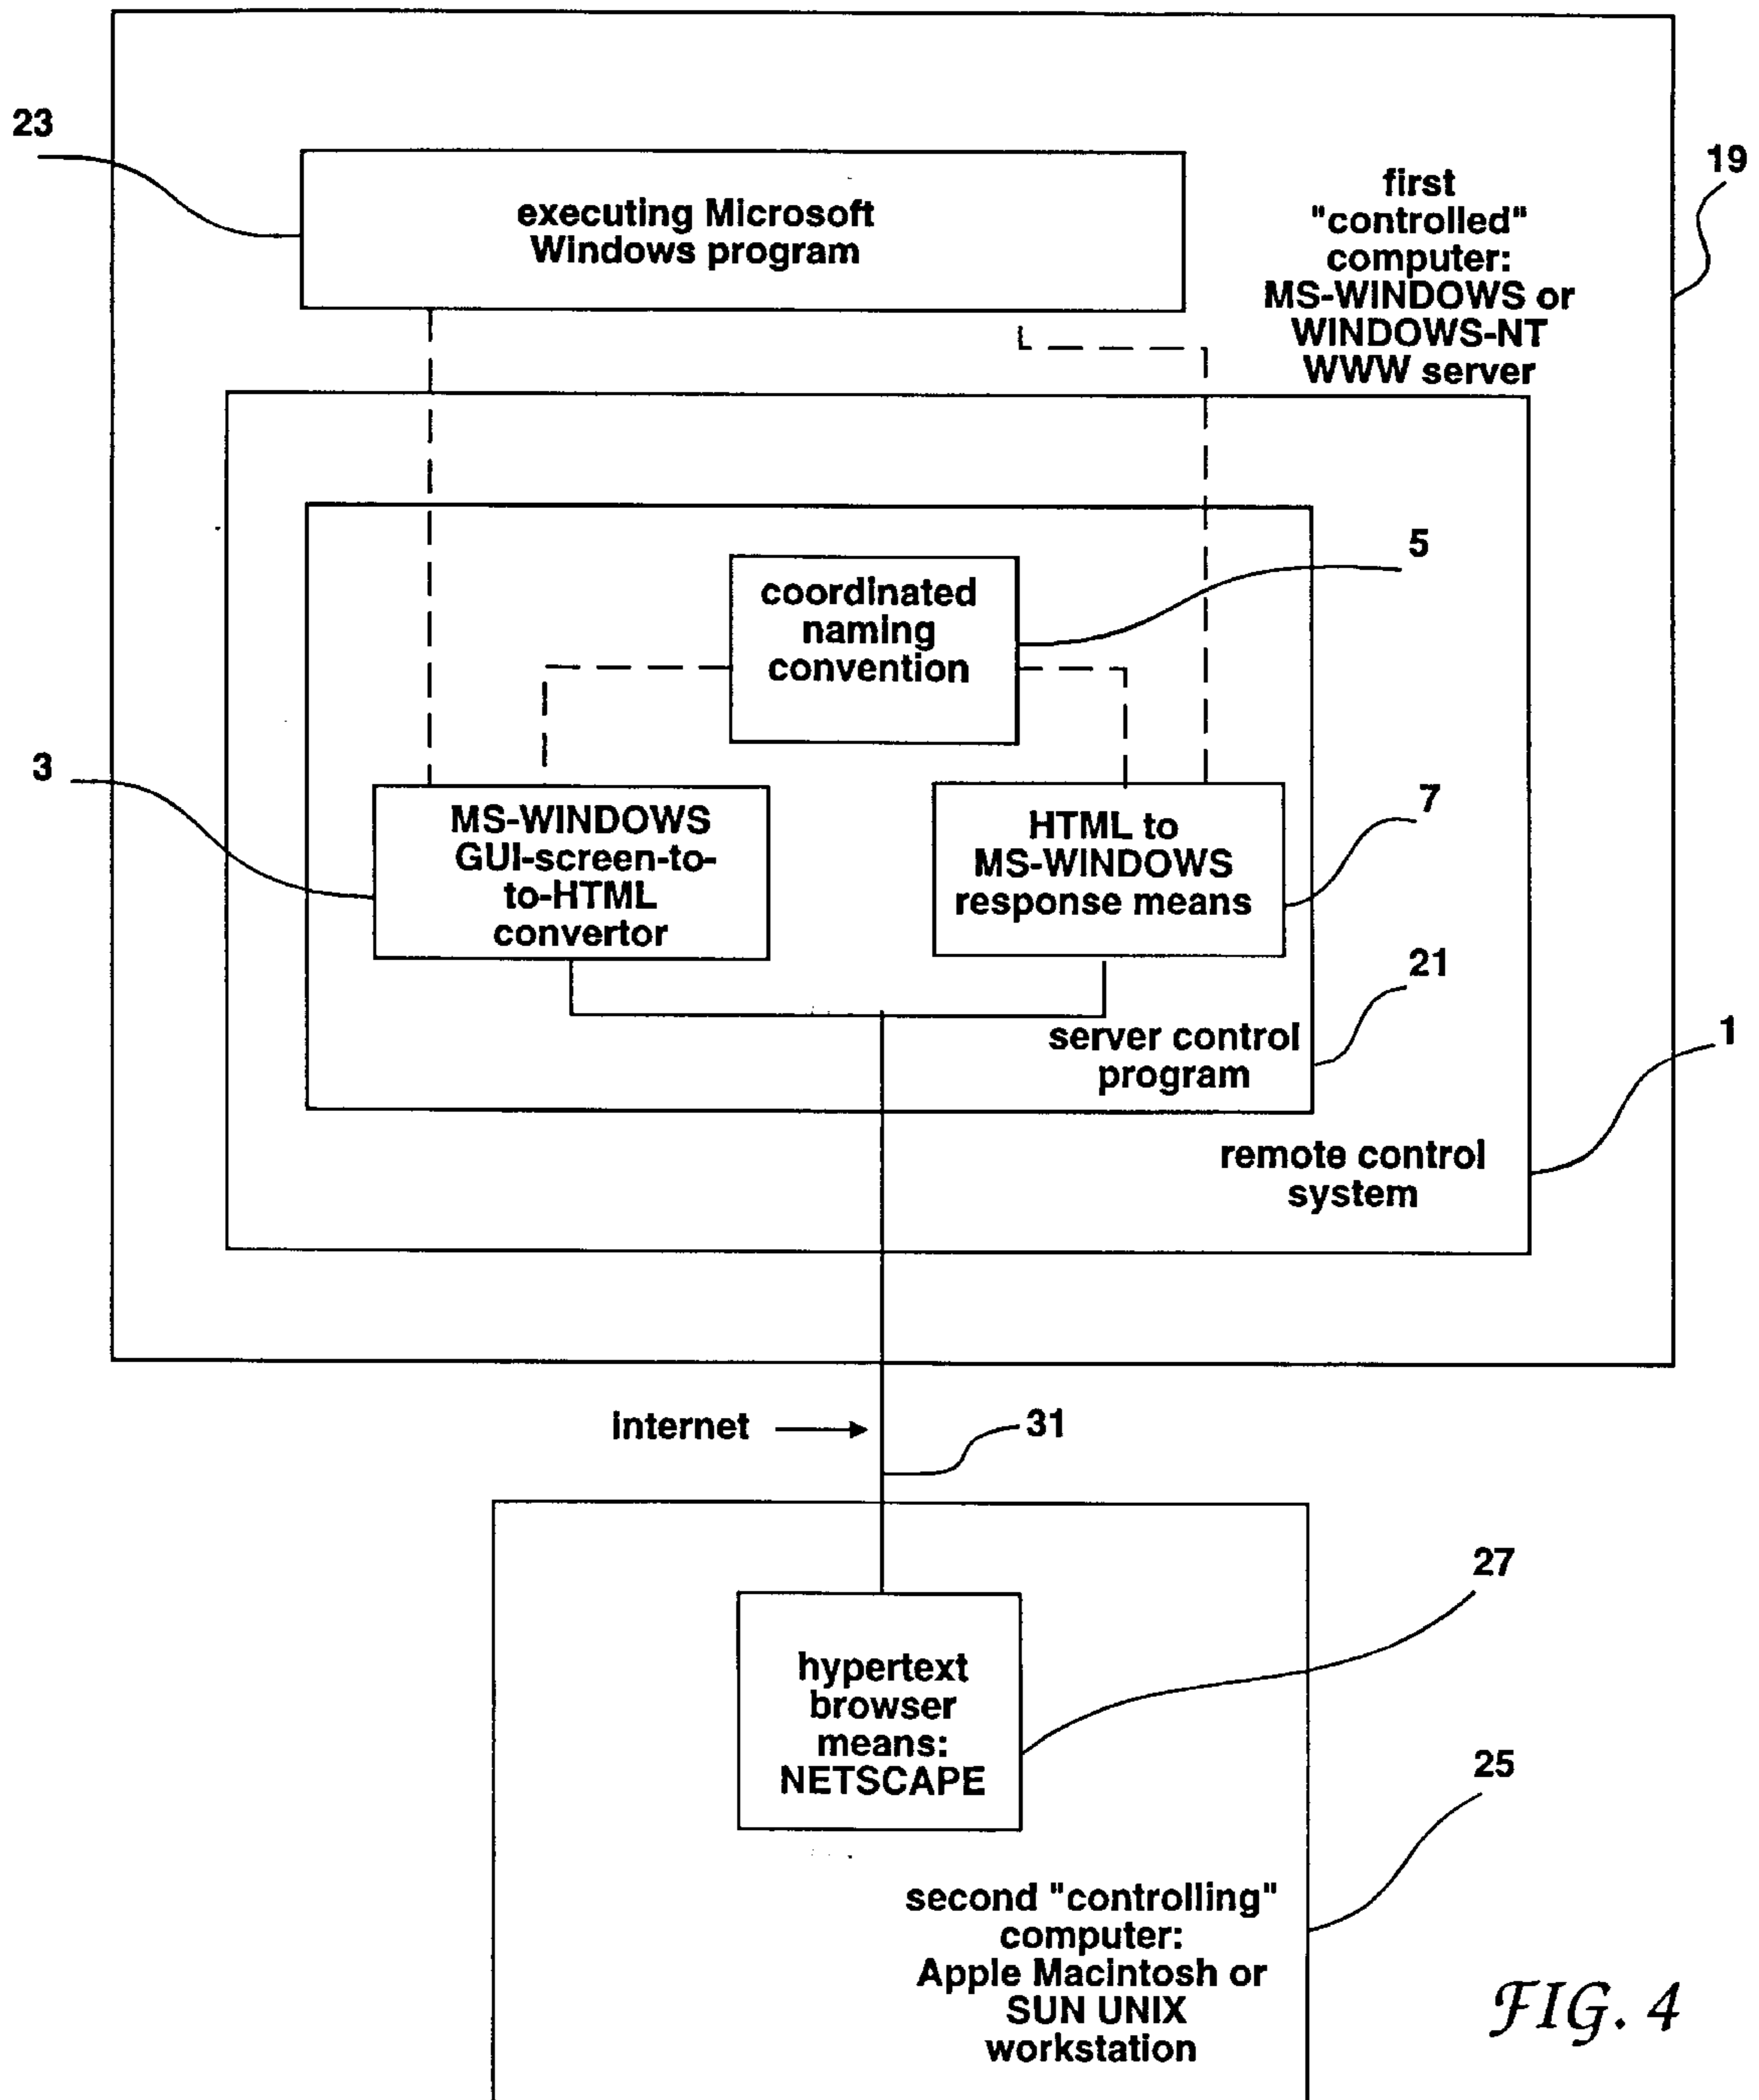 23
executing Microsoft
Windows program
first
"controlled"
computer:
MS-WINDOWS or
WINDOWS-NT
WWW server
19
coordinated
naming
convention
5
3
MS-WINDOWS
GUI-screen-to-
to-HTML
convertor
HTML to
MS-WINDOWS
response means
7
21
server control
program
1
remote control
system
internet
31
hypertext
browser
means:
NETSCAPE
27
25
second "controlling"
computer:
Apple Macintosh or
SUN UNIX
workstation
FIG. 4